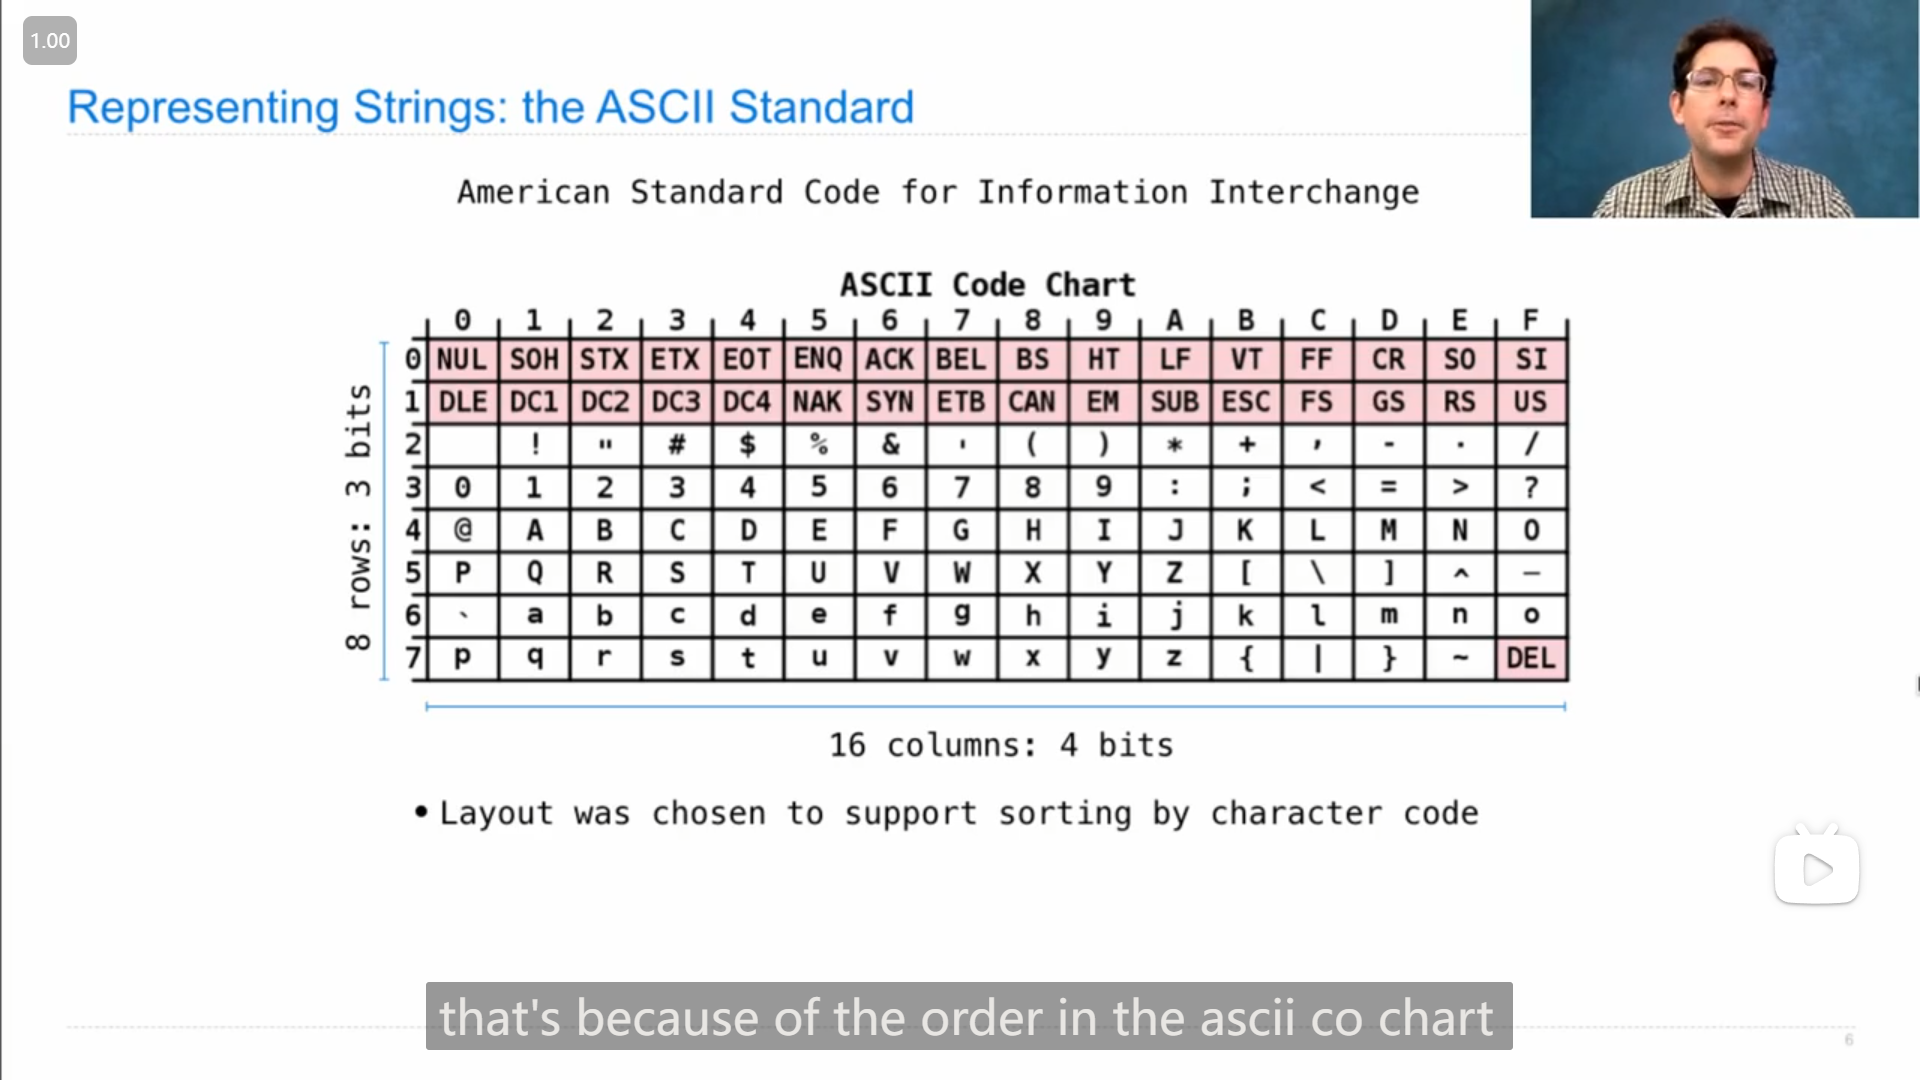 1.00
Representing Strings: the ASCII Standard
American Standard Code for Information Interchange
ASCII Code Chart
0 1 2 3 4 5 6 7 8 9 A B C D E F
0 NUL SOH STX ETX EOT ENQ ACK BEL BS HT LF VT FF CR SO SI
1 DLE DC1 DC2 DC3 DC4 NAK SYN ETB CAN EM SUB ESC FS GS RS US
2 ! " # $ % & ' ( ) * + , - . /
3 0 1 2 3 4 5 6 7 8 9 : ; < = > ?
4 @ A B C D E F G H I J K L M N O
5 P Q R S T U V W X Y Z [ \ ] ^ _
6 ` a b c d e f g h i j k l m n o
7 p q r s t u v w x y z { | } ~ DEL
8 rows: 3 bits
16 columns: 4 bits
• Layout was chosen to support sorting by character code
that's because of the order in the ascii co chart
6